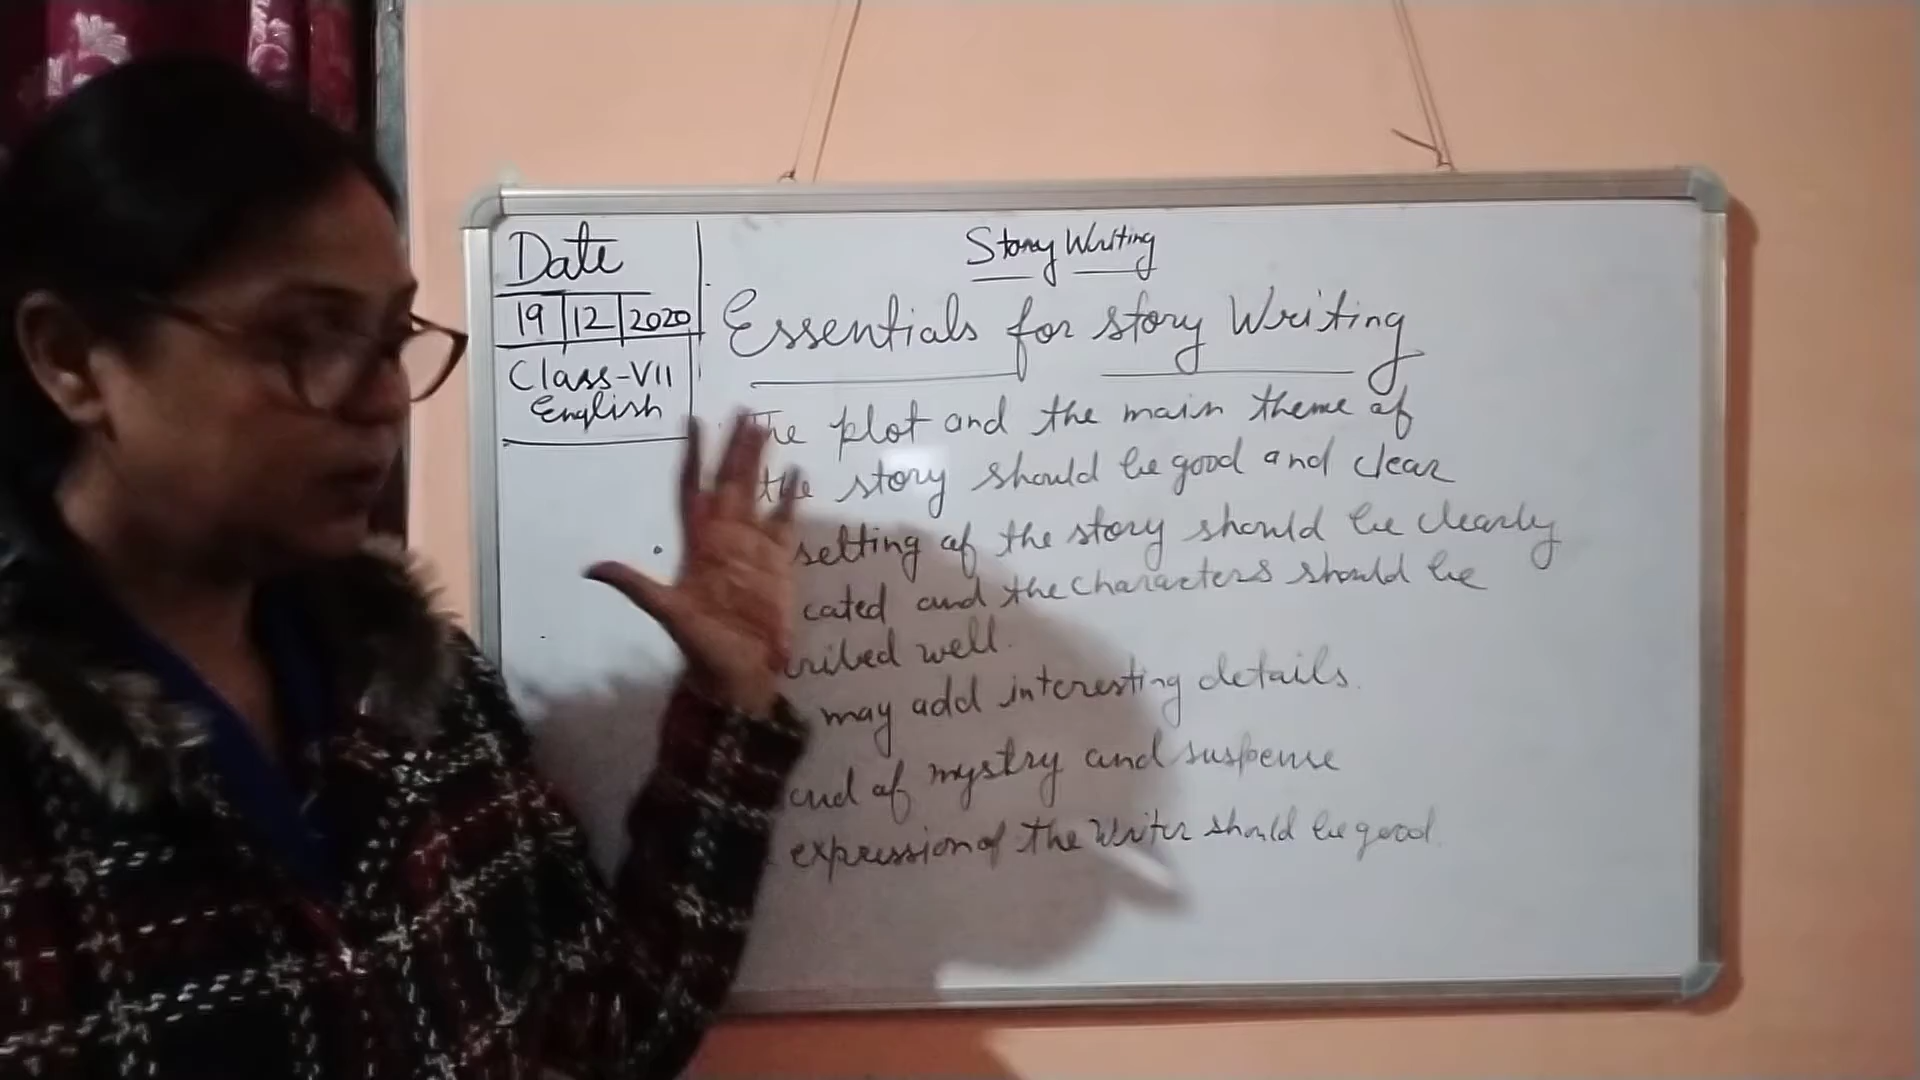 Date
19 12 2020
Class-VII
English
Story Writing
Essentials for story Writing
The plot and the main theme of
the story should be good and clear
setting of the story should be clearly
cated and the characters should be
cribed well.
may add interesting details.
end of mystry and suspense
expression of the Writer should be good.